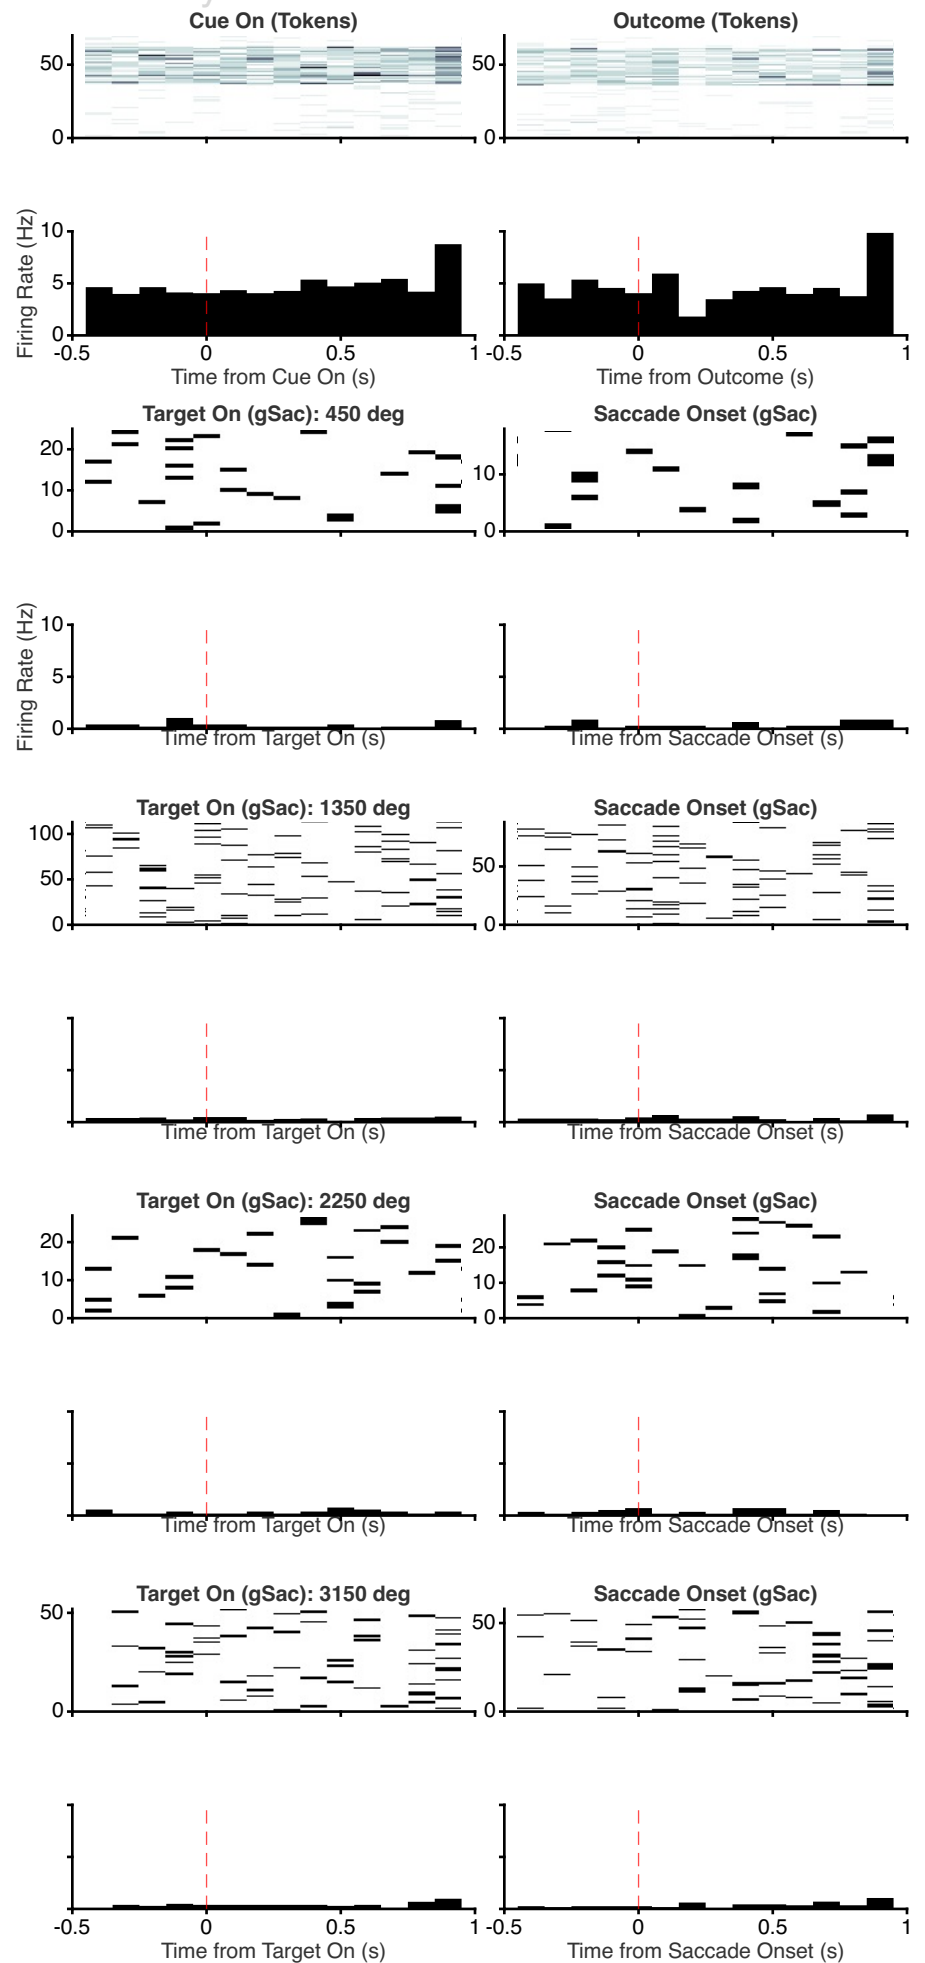 Cue On (Tokens) Outcome (Tokens)
50 50
0 0
10
5
0
Firing Rate (Hz)
-0.5 0 0.5 1 -0.5 0 0.5 1
Time from Cue On (s) Time from Outcome (s)
Target On (gSac): 450 deg Saccade Onset (gSac)
20
10 10
0 0
10
5
0
Firing Rate (Hz)
Time from Target On (s) Time from Saccade Onset (s)
Target On (gSac): 1350 deg Saccade Onset (gSac)
100
50 50
0 0
Time from Target On (s) Time from Saccade Onset (s)
Target On (gSac): 2250 deg Saccade Onset (gSac)
20 20
10 10
0 0
Time from Target On (s) Time from Saccade Onset (s)
Target On (gSac): 3150 deg Saccade Onset (gSac)
50 50
0 0
-0.5 0 0.5 1 -0.5 0 0.5 1
Time from Target On (s) Time from Saccade Onset (s)